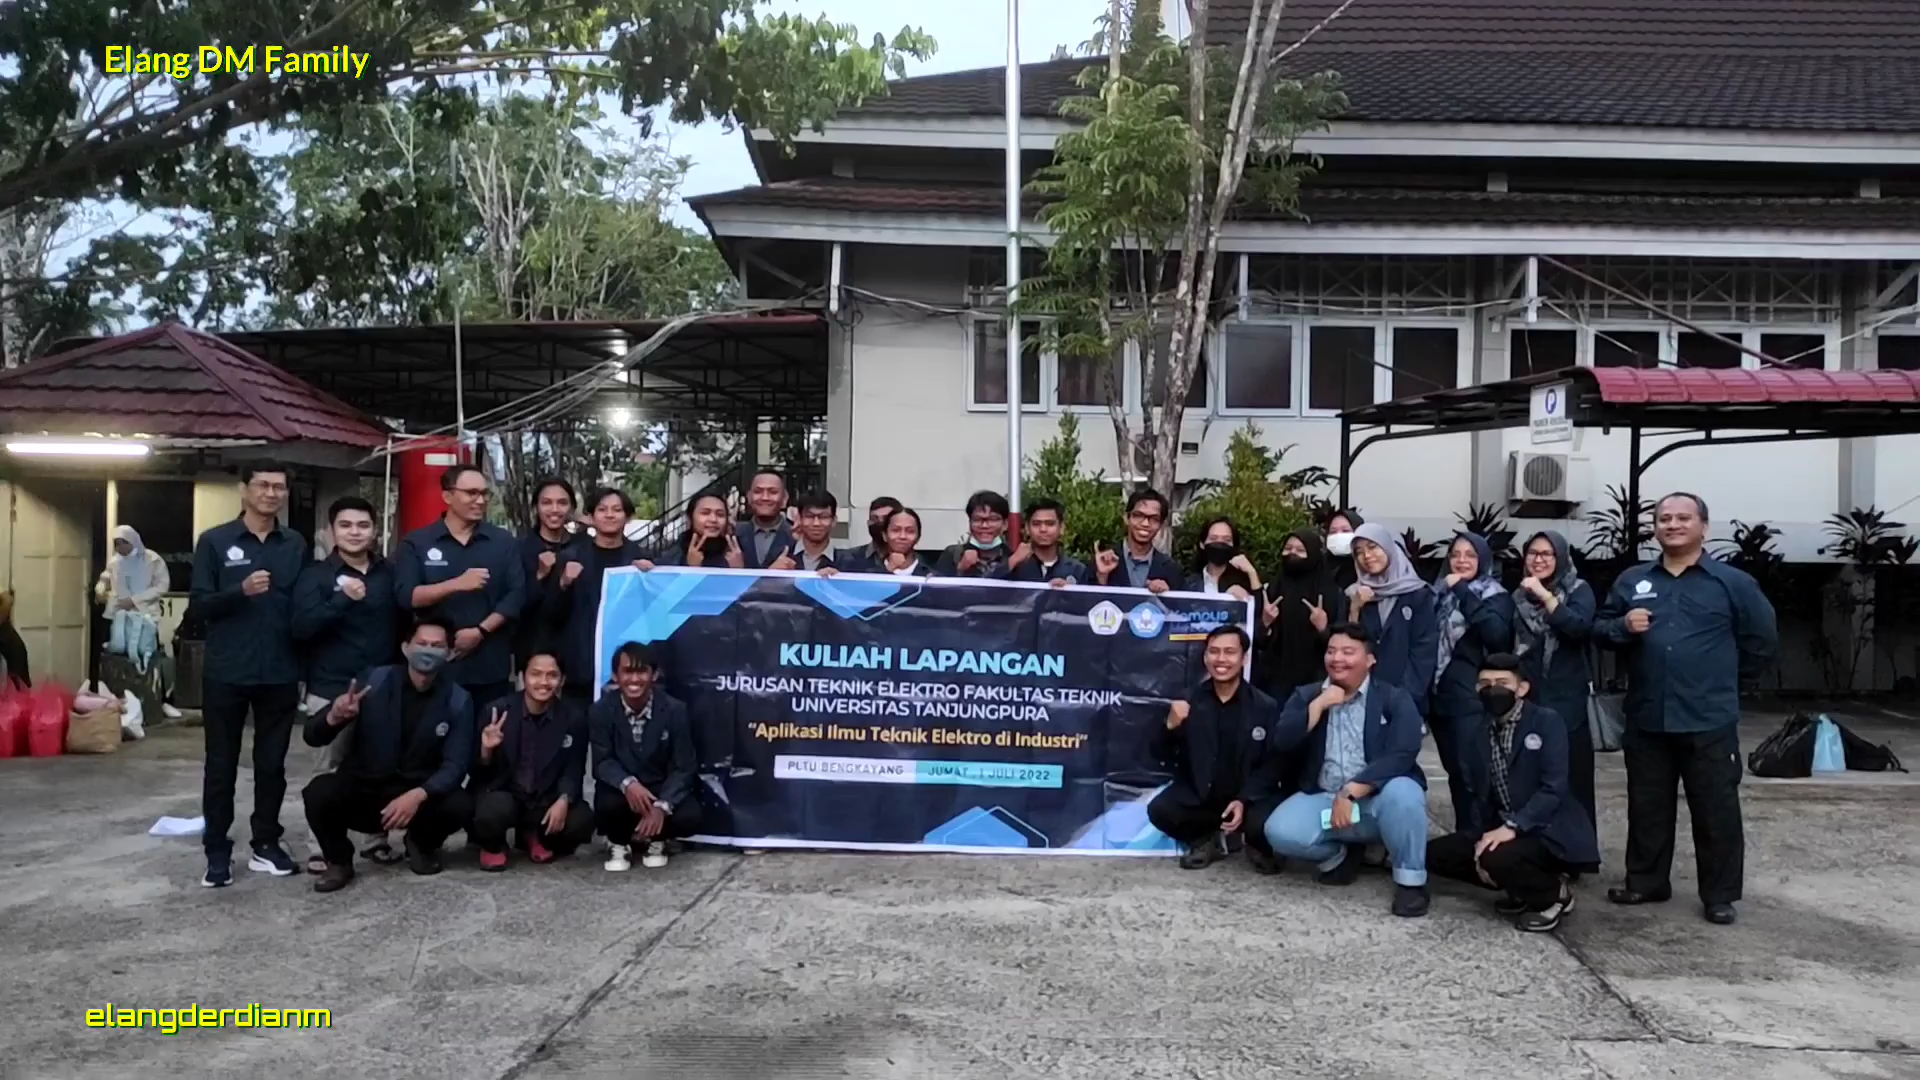 Elang DM Family
P
Kampus
KULIAH LAPANGAN
JURUSAN TEKNIK ELEKTRO FAKULTAS TEKNIK
UNIVERSITAS TANJUNGPURA
"Aplikasi Ilmu Teknik Elektro di Industri"
PLTU BENGKAYANG JUMAT, 1 JULI 2022
elangderdianm